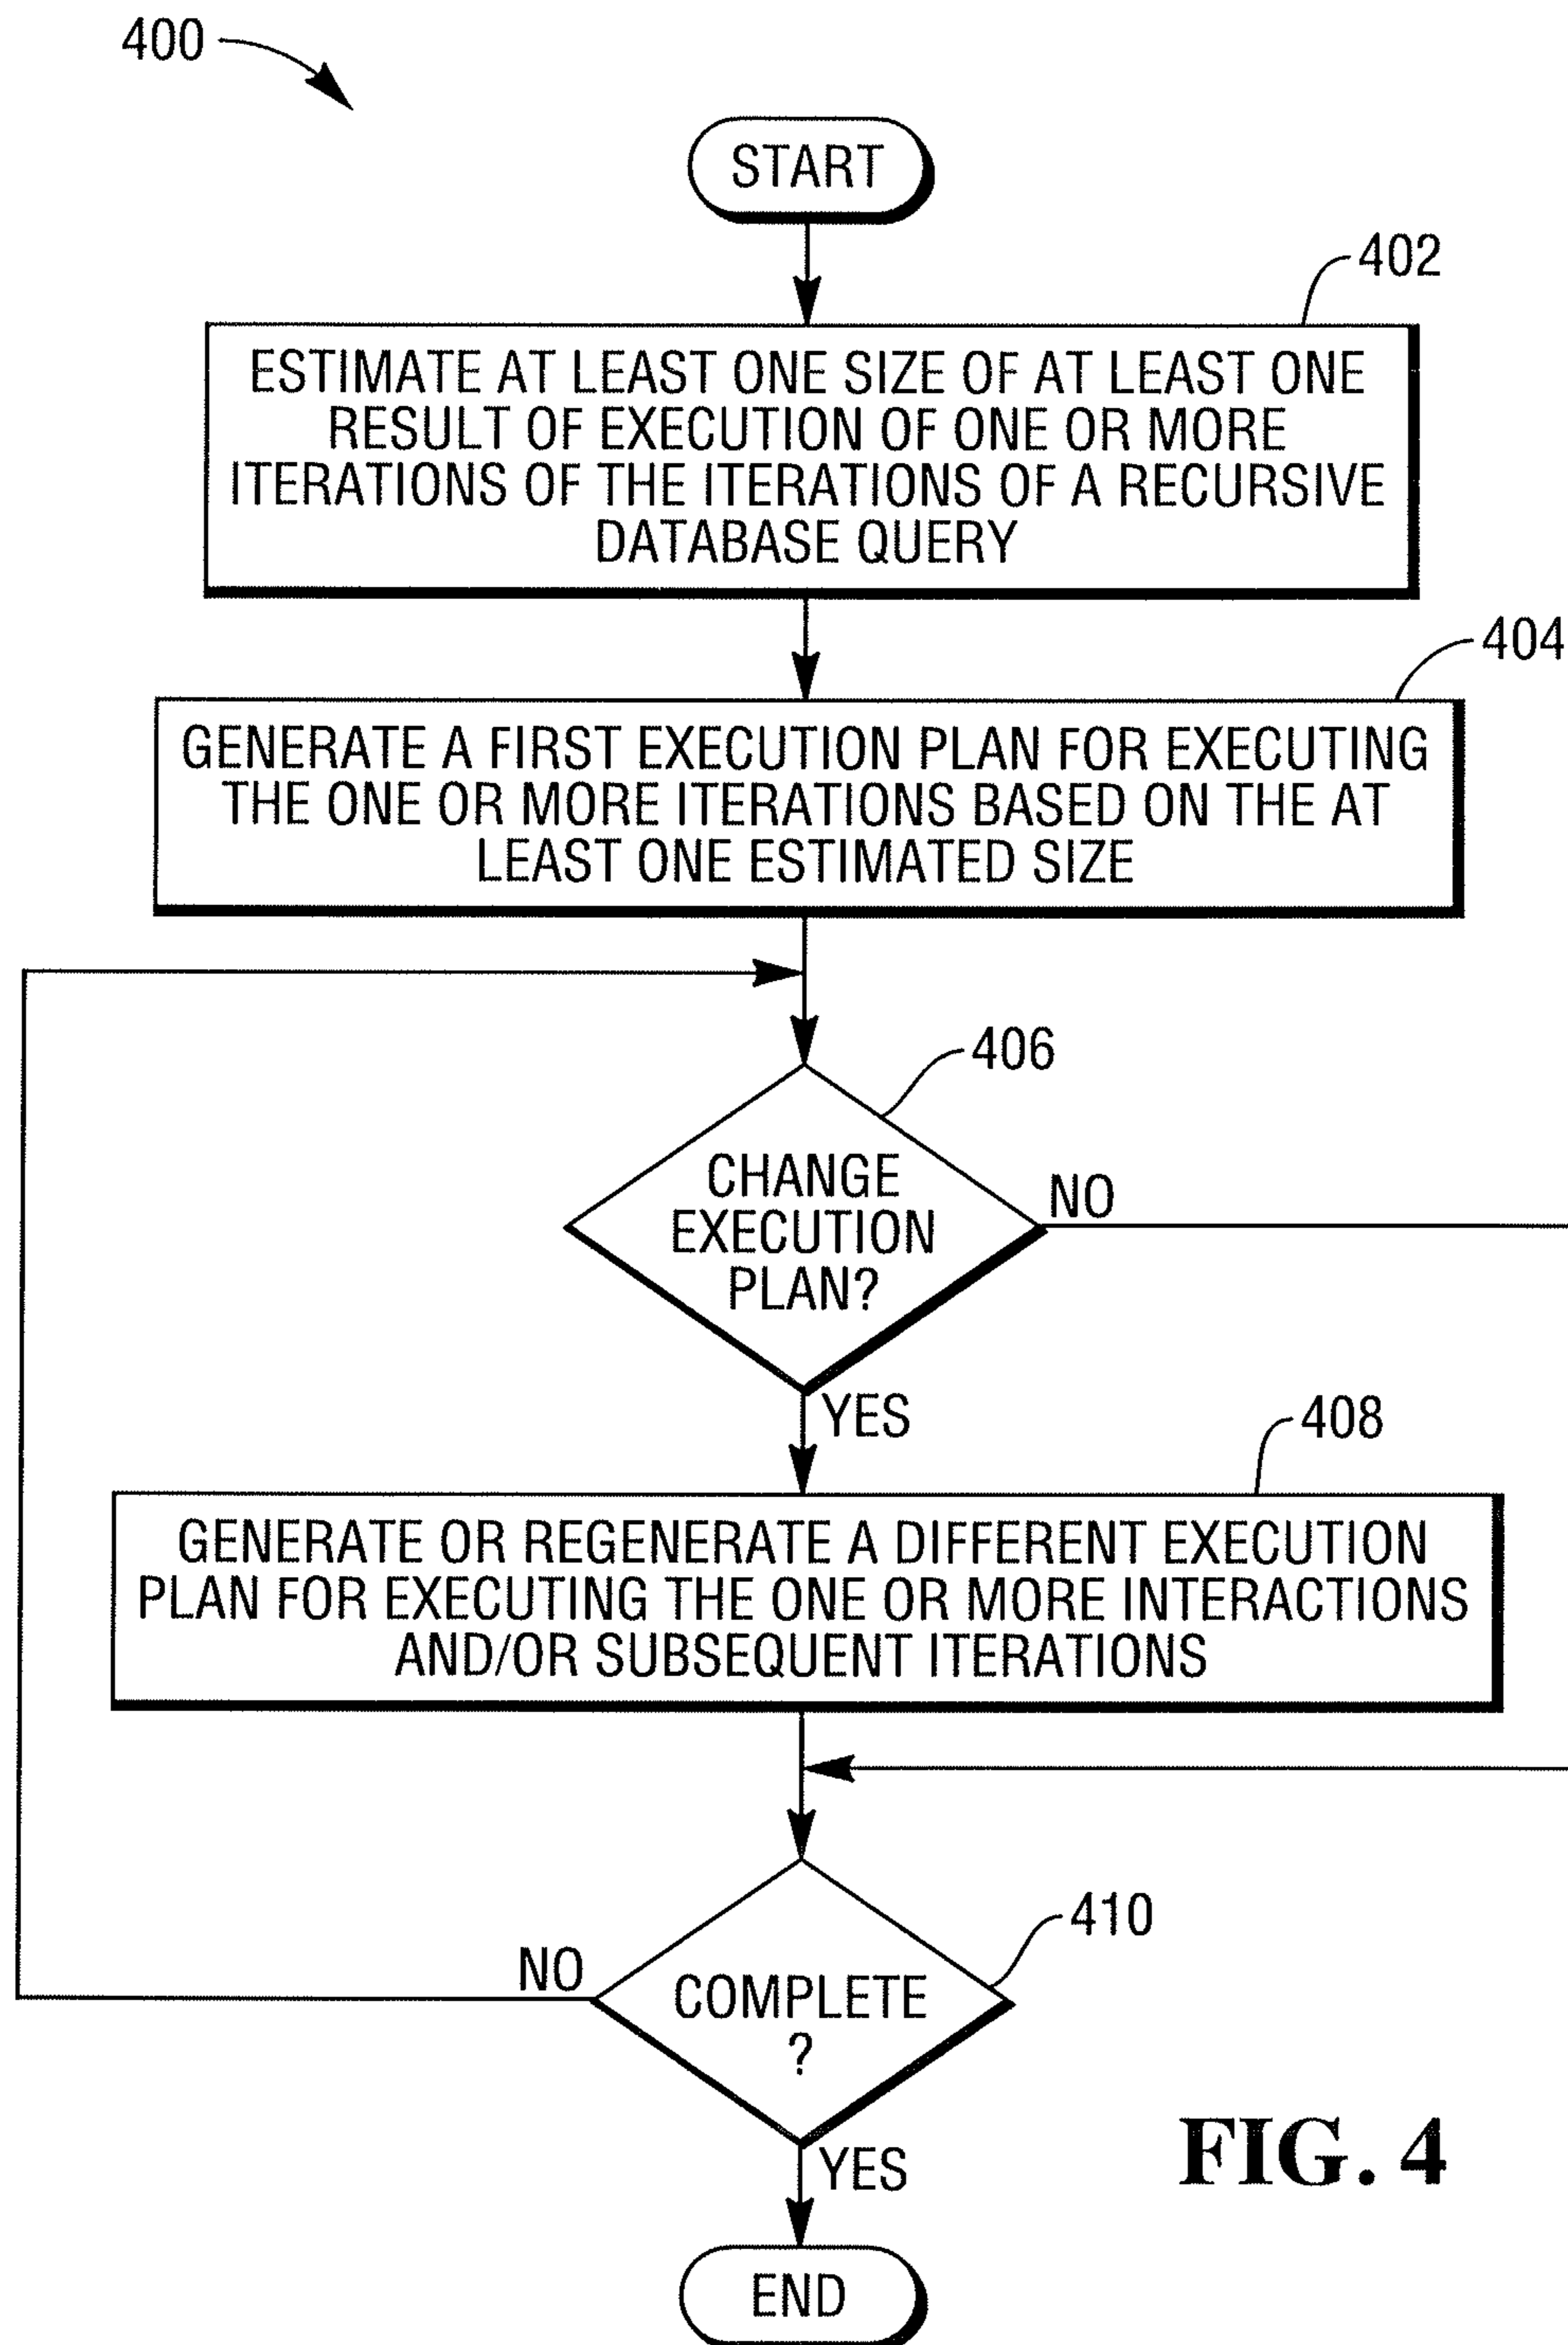 400
START
402
ESTIMATE AT LEAST ONE SIZE OF AT LEAST ONE
RESULT OF EXECUTION OF ONE OR MORE
ITERATIONS OF THE ITERATIONS OF A RECURSIVE
DATABASE QUERY
404
GENERATE A FIRST EXECUTION PLAN FOR EXECUTING
THE ONE OR MORE ITERATIONS BASED ON THE AT
LEAST ONE ESTIMATED SIZE
406
CHANGE
EXECUTION
PLAN?
NO
YES
408
GENERATE OR REGENERATE A DIFFERENT EXECUTION
PLAN FOR EXECUTING THE ONE OR MORE INTERACTIONS
AND/OR SUBSEQUENT ITERATIONS
410
NO
COMPLETE
?
YES
FIG. 4
END